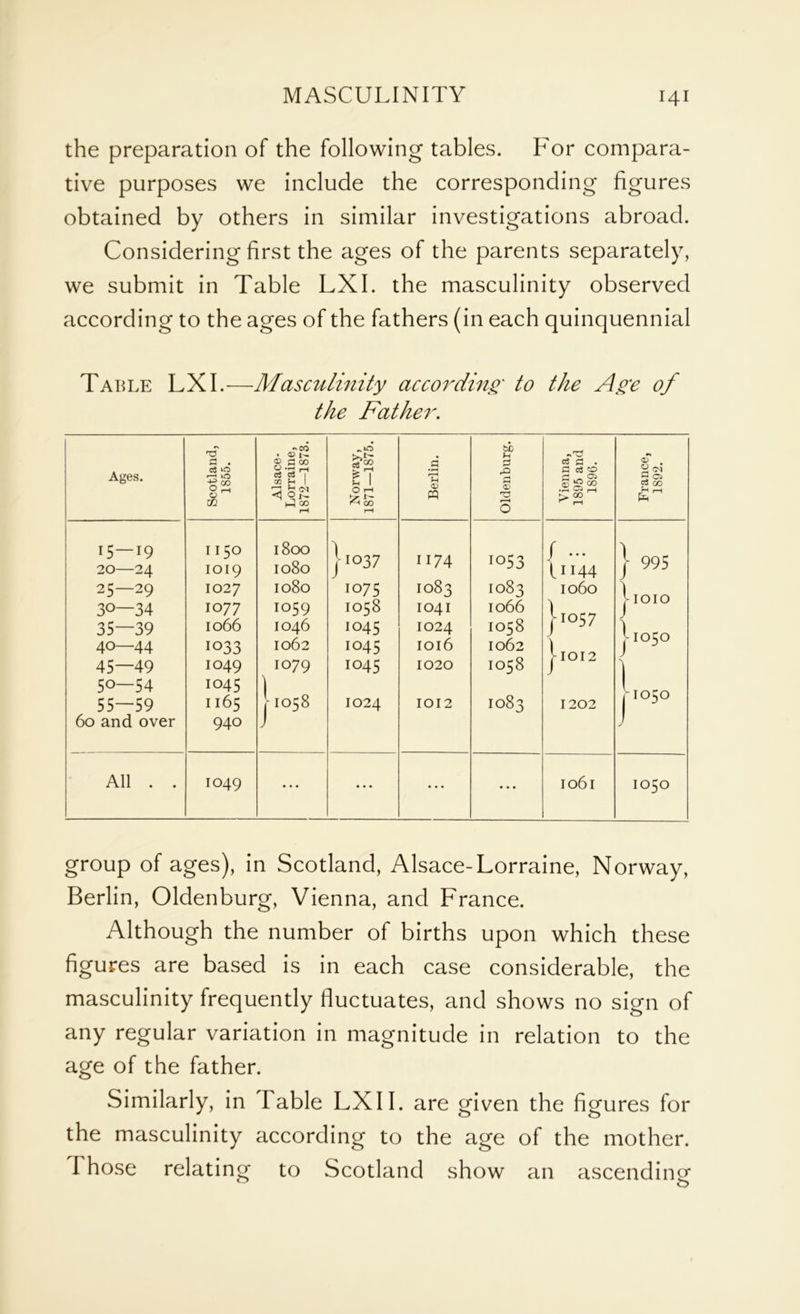 MASCULINITY 141
the preparation of the following tables. For compara-
tive purposes we include the corresponding figures
obtained by others in similar investigations abroad.
Considering first the ages of the parents separately,
we submit in Table LXI. the masculinity observed
according to the ages of the fathers (in each quinquennial
Table LXI.—Masculinity according to the Age of
the Father.
Ages. Scotland, 1855. Alsace-Lorraine, 1872—1873. Norway, 1871—1875. Berlin. Oldenburg. Vienna, 1895 and 1896. France, 1892.
15—19 1150 1800 } 1037 1174 1053 { ... } 995
20—24 1019 1080 { 1144
25—29 1027 1080 1075 1083 1083 1060 } 1010
30—34 1077 1059 1058 1041 1066 } 1057
35—39 1066 1046 1045 1024 1058 } 1050
40—44 1033 1062 1045 1016 1062 } 1012
45—49 1049 1079 1045 1020 1058 } 1050
50—54 1045 } 1058
55—59 1165 1024 1012 1083 1202
60 and over 940
All . . 1049 ... ... ... ... 1061 1050
group of ages), in Scotland, Alsace-Lorraine, Norway,
Berlin, Oldenburg, Vienna, and France.
Although the number of births upon which these
figures are based is in each case considerable, the
masculinity frequently fluctuates, and shows no sign of
any regular variation in magnitude in relation to the
age of the father.
Similarly, in Table LXII. are given the figures for
the masculinity according to the age of the mother.
Those relating to Scotland show an ascending